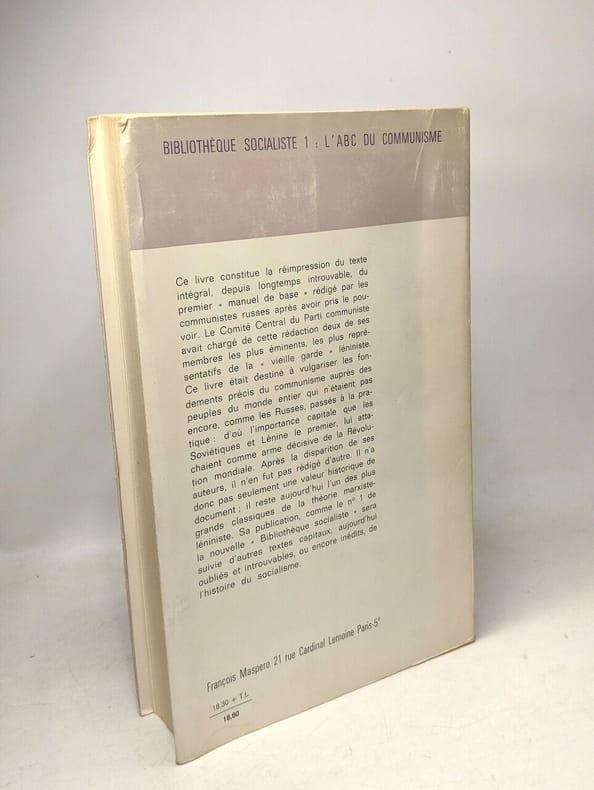 BIBLIOTHÈQUE SOCIALISTE 1 : L'ABC DU COMMUNISME
Ce livre constitue la réimpression du texte
intégral, depuis longtemps introuvable, du
premier « manuel de base » rédigé par les
communistes russes après avoir pris le pou-
voir. Le Comité Central du Parti communiste
avait chargé de cette rédaction deux de ses
membres les plus éminents, les plus repré-
sentatifs de la « vieille garde » léniniste.
Ce livre était destiné à vulgariser les fon-
dements précis du communisme auprès des
peuples du monde entier qui n'étaient pas
encore, comme les Russes, passés à la pra-
tique : d'où l'importance capitale que les
Soviétiques et Lénine le premier, lui atta-
chaient comme arme décisive de la Révolu-
tion mondiale. Après la disparition de ses
auteurs, il n'en fut pas rédigé d'autre. Il n'a
donc pas seulement une valeur historique de
document ; il reste aujourd'hui l'un des plus
grands classiques de la théorie marxiste-
léniniste. Sa publication, comme le n° 1 de
la nouvelle « Bibliothèque socialiste » sera
suivie d'autres textes capitaux, aujourd'hui
oubliés et introuvables, ou encore inédits, de
l'histoire du socialisme.
François Maspero 21 rue Cardinal Lemoine Paris-5e
18,30 + T.L
18,80